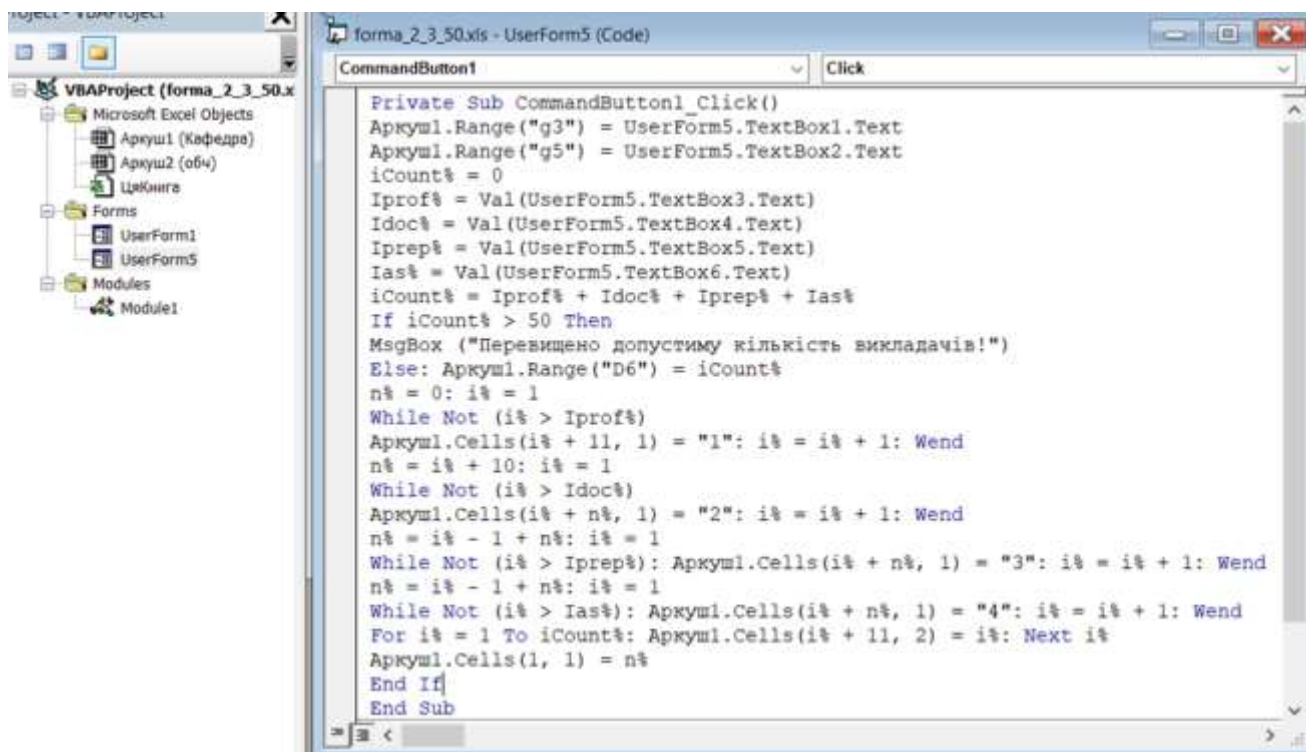 forma_2_3_50.xls - UserForm5 (Code)
CommandButton1
Click
VBAProject (forma_2_3_50.x
Microsoft Excel Objects
Аркуш1 (Кафедра)
Аркуш2 (обч)
ЦяКнига
Forms
UserForm1
UserForm5
Modules
Module1
Private Sub CommandButton1_Click()
Аркуш1.Range("g3") = UserForm5.TextBox1.Text
Аркуш1.Range("g5") = UserForm5.TextBox2.Text
iCount% = 0
Iprof% = Val(UserForm5.TextBox3.Text)
Idoc% = Val(UserForm5.TextBox4.Text)
Iprep% = Val(UserForm5.TextBox5.Text)
Ias% = Val(UserForm5.TextBox6.Text)
iCount% = Iprof% + Idoc% + Iprep% + Ias%
If iCount% > 50 Then
MsgBox ("Перевищено допустиму кількість викладачів!")
Else: Аркуш1.Range("D6") = iCount%
n% = 0: i% = 1
While Not (i% > Iprof%)
Аркуш1.Cells(i% + 11, 1) = "1": i% = i% + 1: Wend
n% = i% + 10: i% = 1
While Not (i% > Idoc%)
Аркуш1.Cells(i% + n%, 1) = "2": i% = i% + 1: Wend
n% = i% - 1 + n%: i% = 1
While Not (i% > Iprep%): Аркуш1.Cells(i% + n%, 1) = "3": i% = i% + 1: Wend
n% = i% - 1 + n%: i% = 1
While Not (i% > Ias%): Аркуш1.Cells(i% + n%, 1) = "4": i% = i% + 1: Wend
For i% = 1 To iCount%: Аркуш1.Cells(i% + 11, 2) = i%: Next i%
Аркуш1.Cells(1, 1) = n%
End If
End Sub